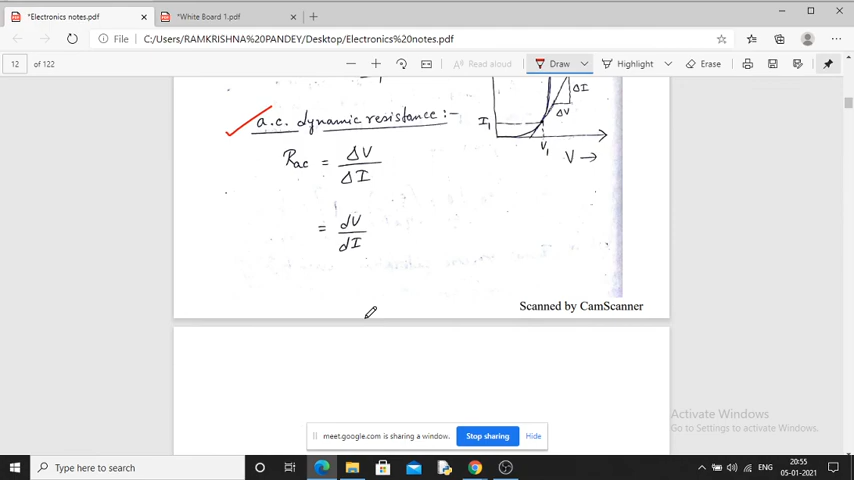 *Electronics notes.pdf
*White Board 1.pdf
File
C:/Users/RAMKRISHNA%20PANDEY/Desktop/Electronics%20notes.pdf
12 of 122
Read aloud
Draw
Highlight
Erase
a.c. dynamic resistance :-
Rac = ΔV / ΔI
= dV / dI
ΔI
ΔV
I1
V1
V →
Scanned by CamScanner
meet.google.com is sharing a window.
Stop sharing
Hide
Activate Windows
Go to Settings to activate Windows.
Type here to search
ENG
20:55
05-01-2021